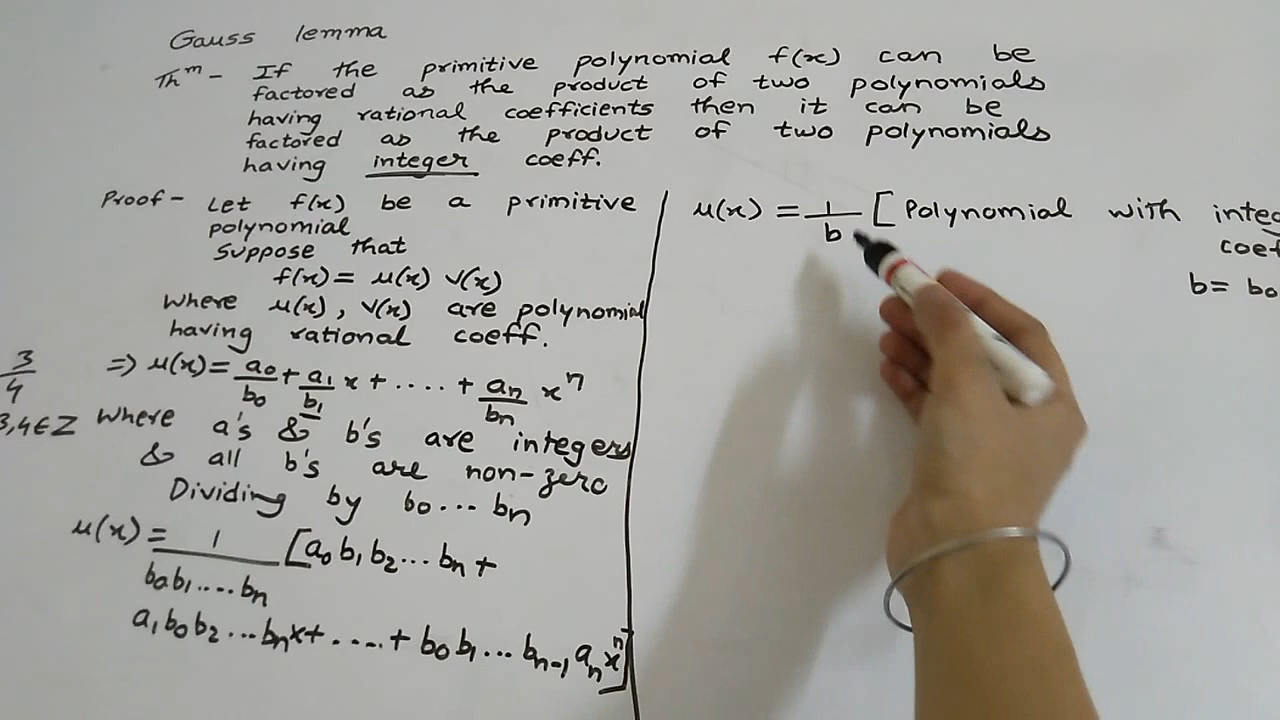 Gauss lemma
Thm - If the primitive polynomial f(x) can be
factored as the product of two polynomials
having rational coefficients then it can be
factored as the product of two polynomials
having integer coeff.
Proof - Let f(x) be a primitive
polynomial
Suppose that
f(x) = u(x) v(x)
Where u(x), v(x) are polynomial
having rational coeff.
3/4
=> u(x) = a0/b0 + a1/b1 x + .... + an/bn x^n
3,4 ∈ Z
Where a's & b's are integers
& all b's are non-zero
Dividing by b0 ... bn
u(x) = 1/(b0 b1 .... bn) [a0 b1 b2 ... bn +
a1 b0 b2 ... bn x + ..... + b0 b1 ... bn-1 an x^n]
u(x) = 1/b [Polynomial with integ
coef
b = b0